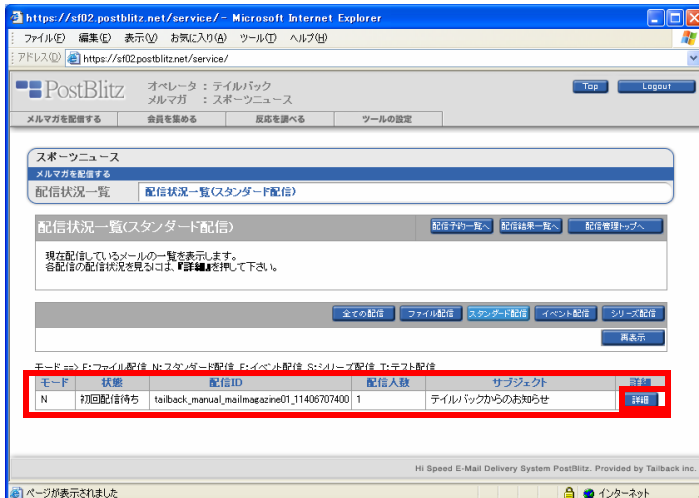 https://sf02.postblitz.net/service/ - Microsoft Internet Explorer
ファイル(F) 編集(E) 表示(V) お気に入り(A) ツール(T) ヘルプ(H)
アドレス(D) https://sf02.postblitz.net/service/
PostBlitz
オペレータ : テイルバック
メルマガ : スポーツニュース
Top Logout
メルマガを配信する 会員を集める 反応を調べる ツールの設定
スポーツニュース
メルマガを配信する
配信状況一覧 配信状況一覧(スタンダード配信)
配信状況一覧(スタンダード配信) 配信予約一覧へ 配信結果一覧へ 配信管理トップへ
現在配信しているメールの一覧を表示します。
各配信の配信状況を見るには、『詳細』を押して下さい。
全ての配信 ファイル配信 スタンダード配信 イベント配信 シリーズ配信
再表示
モード ==> F:ファイル配信 N:スタンダード配信 E:イベント配信 S:シリーズ配信 T:テスト配信
モード 状態 配信ID 配信人数 サブジェクト 詳細
N 初回配信待ち tailback_manual_mailmagazine01_11406707400 1 テイルバックからのお知らせ 詳細
Hi Speed E-Mail Delivery System PostBlitz. Provided by Tailback inc.
ページが表示されました インターネット